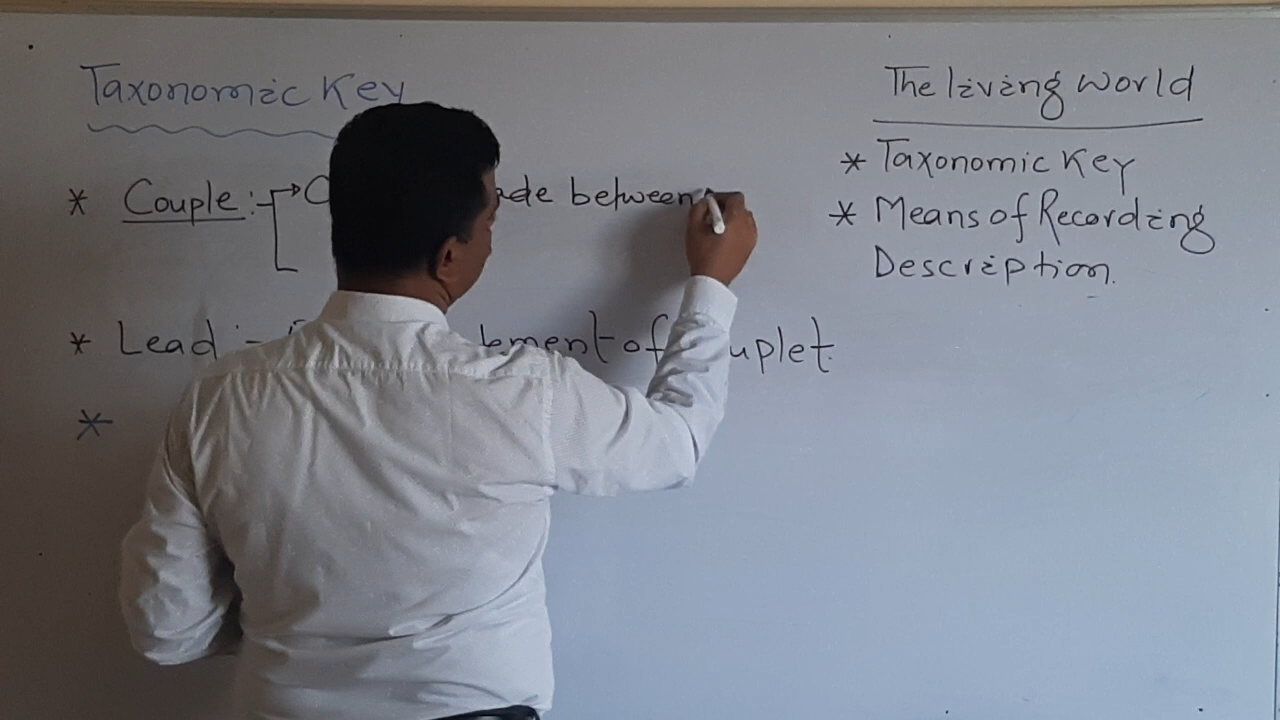 Taxonomic Key
* Couple :- ade between
* Lead :- ement of uplet.
*
The living world
* Taxonomic Key
* Means of Recording
Description.